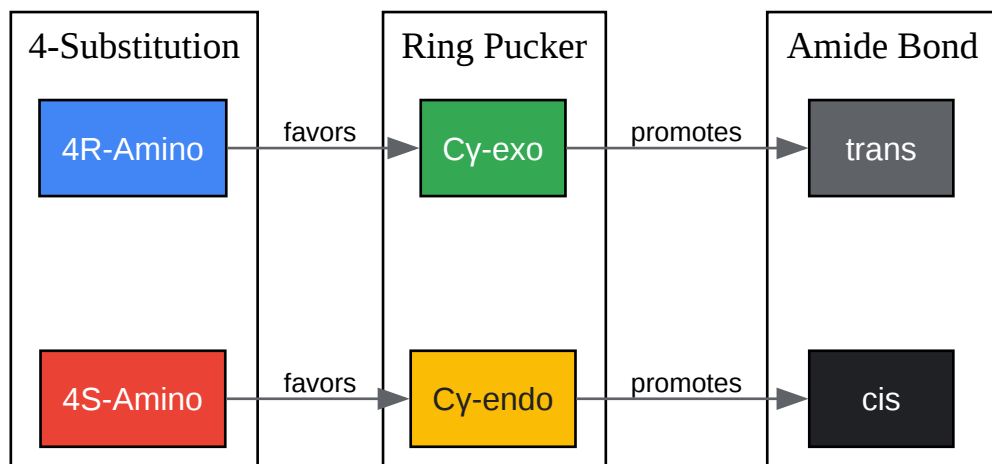 4-Substitution
Ring Pucker
Amide Bond
4R-Amino
favors
Cγ-exo
promotes
trans
4S-Amino
favors
Cγ-endo
promotes
cis